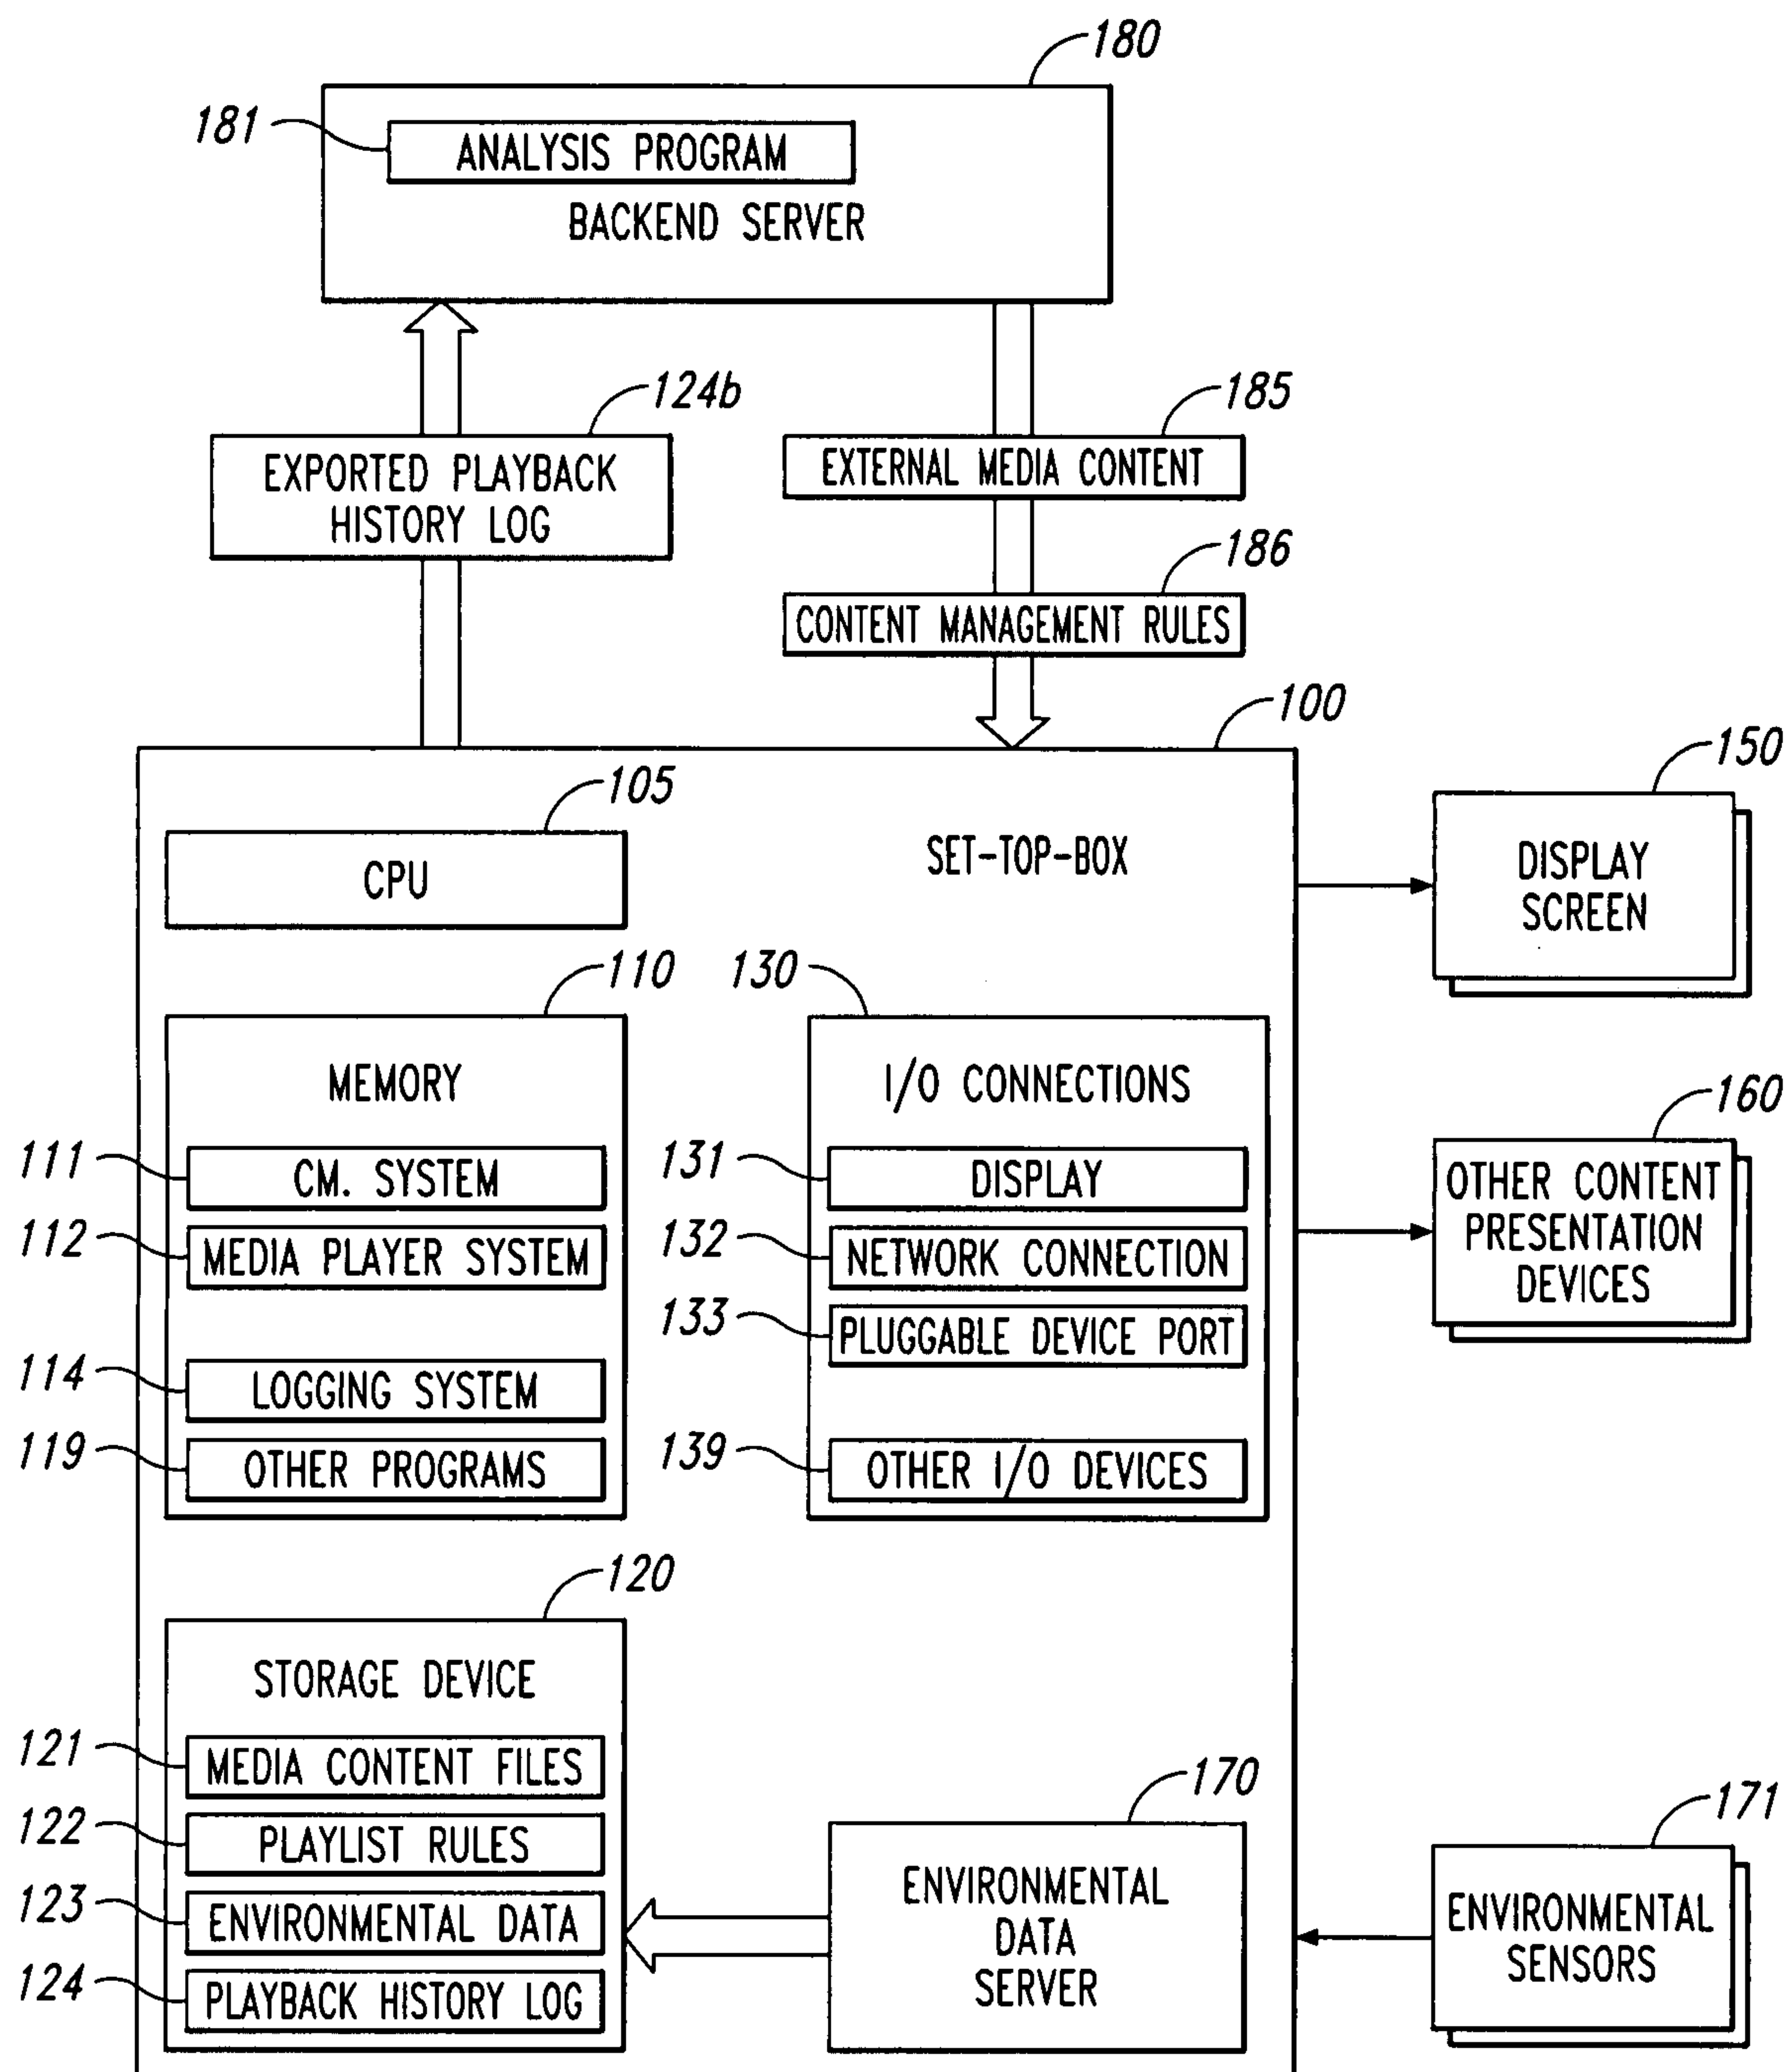 180
181
ANALYSIS PROGRAM
BACKEND SERVER
124b
EXPORTED PLAYBACK
HISTORY LOG
185
EXTERNAL MEDIA CONTENT
186
CONTENT MANAGEMENT RULES
100
SET-TOP-BOX
105
CPU
110
MEMORY
111
CM. SYSTEM
112
MEDIA PLAYER SYSTEM
114
LOGGING SYSTEM
119
OTHER PROGRAMS
130
I/O CONNECTIONS
131
DISPLAY
132
NETWORK CONNECTION
133
PLUGGABLE DEVICE PORT
139
OTHER I/O DEVICES
150
DISPLAY
SCREEN
160
OTHER CONTENT
PRESENTATION
DEVICES
120
STORAGE DEVICE
121
MEDIA CONTENT FILES
122
PLAYLIST RULES
123
ENVIRONMENTAL DATA
124
PLAYBACK HISTORY LOG
170
ENVIRONMENTAL
DATA
SERVER
171
ENVIRONMENTAL
SENSORS